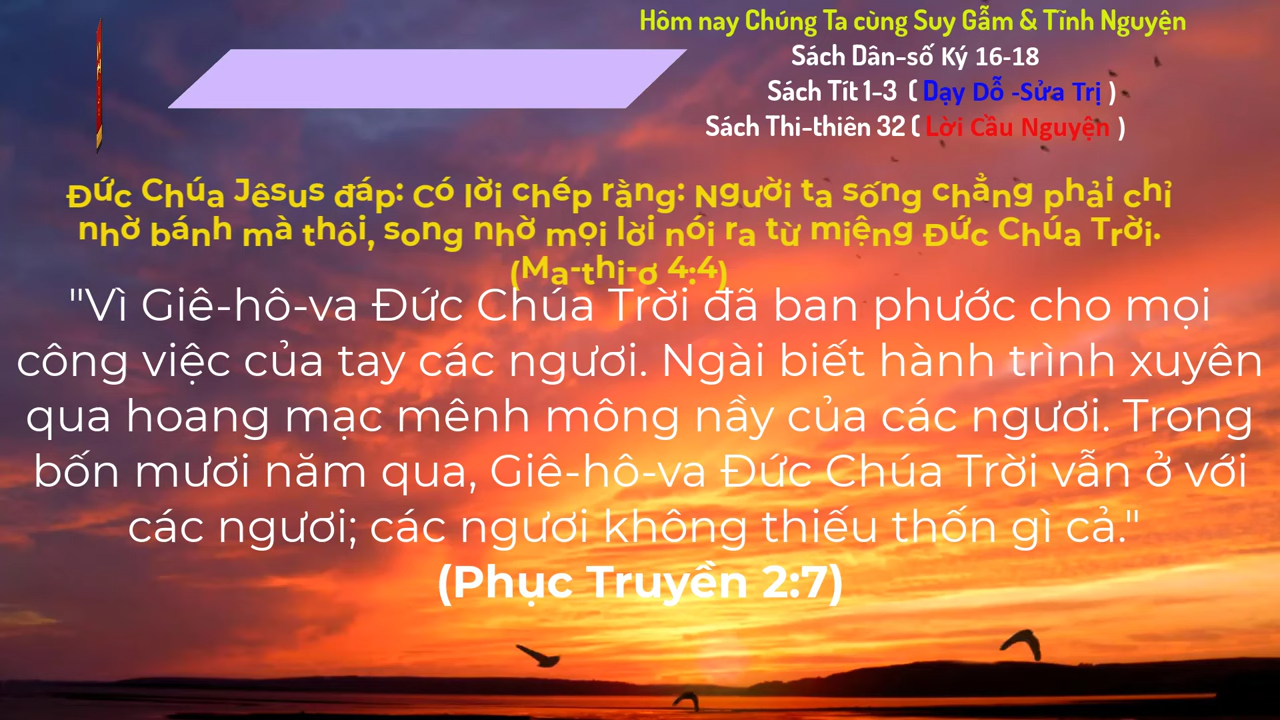 Hôm nay Chúng Ta cùng Suy Gẫm & Tĩnh Nguyện
Sách Dân-số Ký 16-18
Sách Tít 1-3 ( Dạy Dỗ -Sửa Trị )
Sách Thi-thiên 32 ( Lời Cầu Nguyện )
Đức Chúa Jêsus đáp: Có lời chép rằng: Người ta sống chẳng phải chỉ
nhờ bánh mà thôi, song nhờ mọi lời nói ra từ miệng Đức Chúa Trời.
(Ma-thi-ơ 4:4)
"Vì Giê-hô-va Đức Chúa Trời đã ban phước cho mọi
công việc của tay các ngươi. Ngài biết hành trình xuyên
qua hoang mạc mênh mông nầy của các ngươi. Trong
bốn mươi năm qua, Giê-hô-va Đức Chúa Trời vẫn ở với
các ngươi; các ngươi không thiếu thốn gì cả."
(Phục Truyền 2:7)